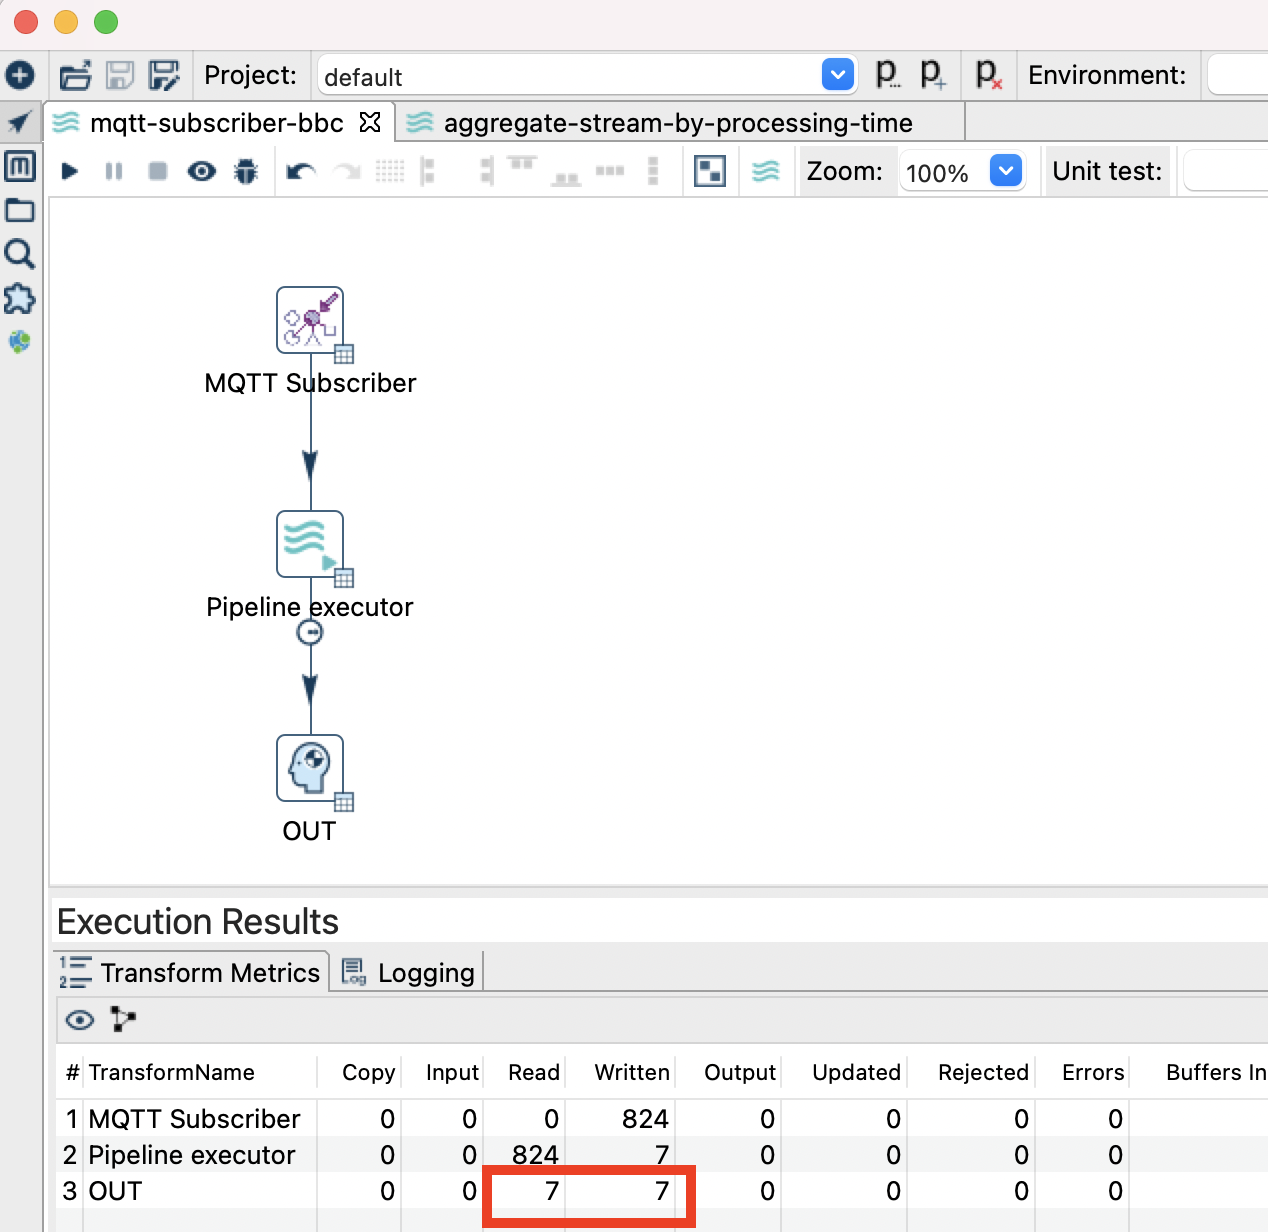 Project: default Environment:
mqtt-subscriber-bbc aggregate-stream-by-processing-time
Zoom: 100% Unit test:
MQTT Subscriber
Pipeline executor
OUT
Execution Results
Transform Metrics Logging
# TransformName Copy Input Read Written Output Updated Rejected Errors Buffers In
1 MQTT Subscriber 0 0 0 824 0 0 0 0
2 Pipeline executor 0 0 824 7 0 0 0 0
3 OUT 0 0 7 7 0 0 0 0